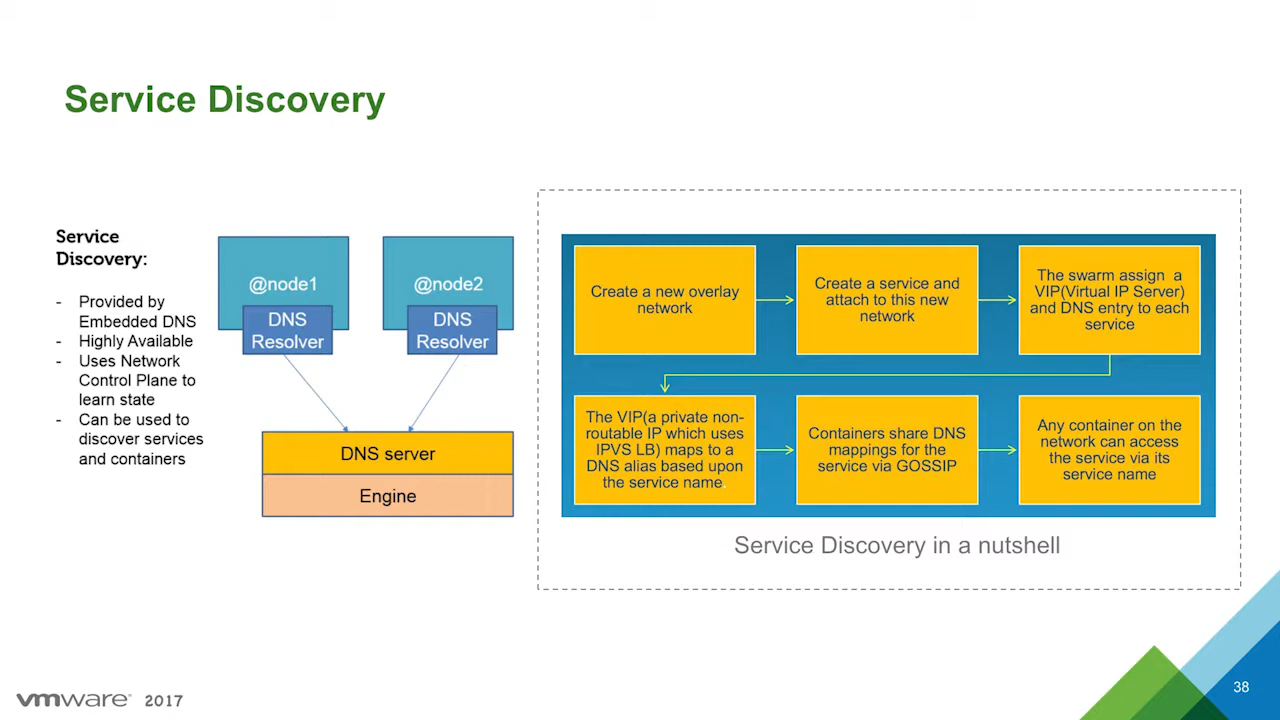 Service Discovery
Service
Discovery:
- Provided by
Embedded DNS
- Highly Available
- Uses Network
Control Plane to
learn state
- Can be used to
discover services
and containers
@node1
DNS
Resolver
@node2
DNS
Resolver
DNS server
Engine
Create a new overlay
network
Create a service and
attach to this new
network
The swarm assign a
VIP(Virtual IP Server)
and DNS entry to each
service
The VIP(a private non-
routable IP which uses
IPVS LB) maps to a
DNS alias based upon
the service name.
Containers share DNS
mappings for the
service via GOSSIP
Any container on the
network can access
the service via its
service name
Service Discovery in a nutshell
vmware 2017
38